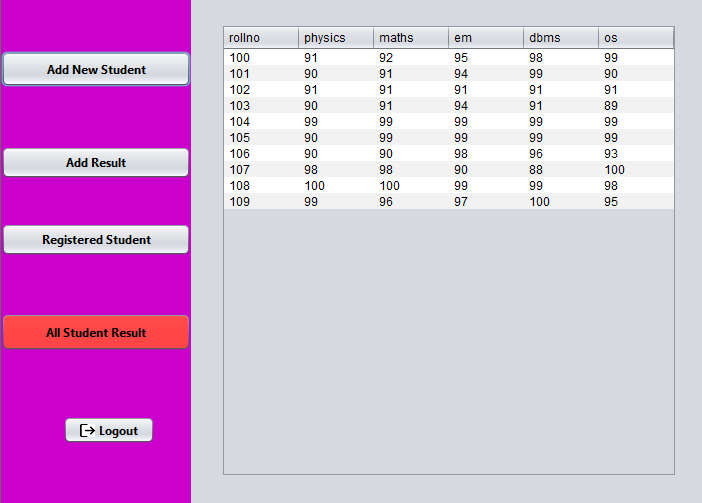 Add New Student
Add Result
Registered Student
All Student Result
Logout
rollno physics maths em dbms os
100 91 92 95 98 99
101 90 91 94 99 90
102 91 91 91 91 91
103 90 91 94 91 89
104 99 99 99 99 99
105 90 99 99 99 99
106 90 90 98 96 93
107 98 98 90 88 100
108 100 100 99 99 98
109 99 96 97 100 95